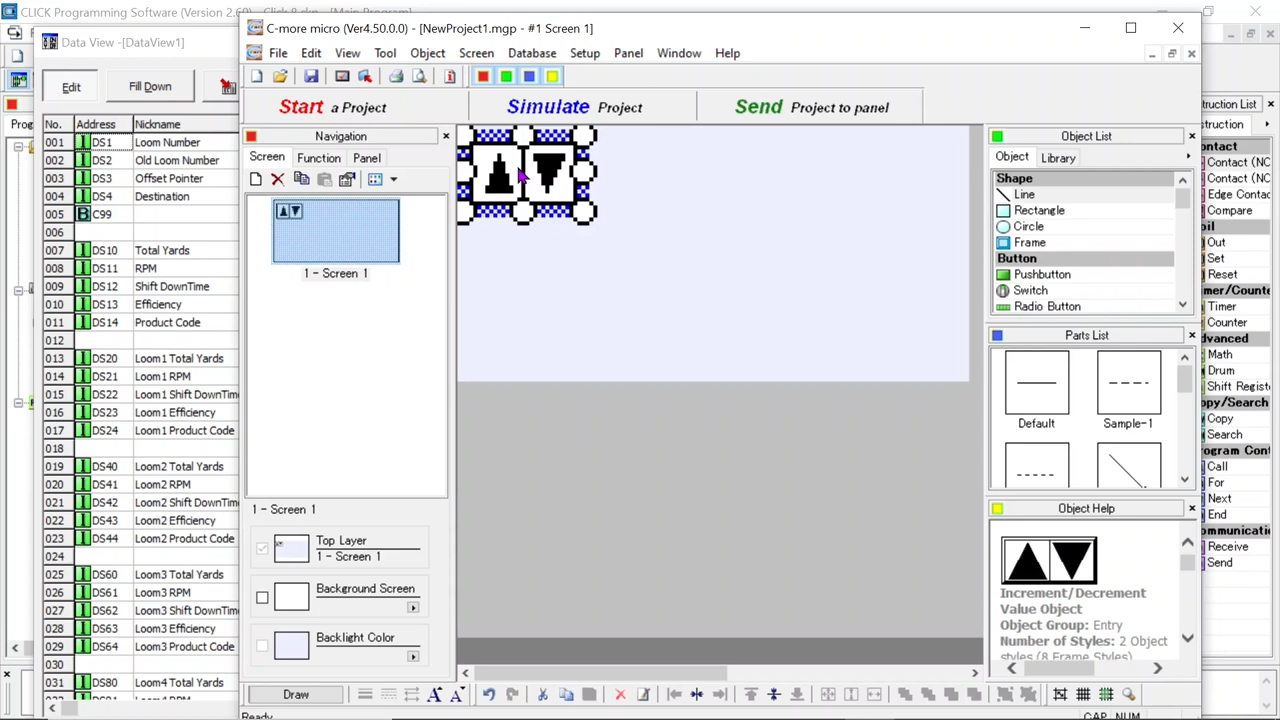 CLICK Programming Software (Version 2.60
Data View -[DataView1]
Edit
Fill Down
No. Address Nickname
001 DS1 Loom Number
002 DS2 Old Loom Number
003 DS3 Offset Pointer
004 DS4 Destination
005 C99
006
007 DS10 Total Yards
008 DS11 RPM
009 DS12 Shift DownTime
010 DS13 Efficiency
011 DS14 Product Code
012
013 DS20 Loom1 Total Yards
014 DS21 Loom1 RPM
015 DS22 Loom1 Shift DownTime
016 DS23 Loom1 Efficiency
017 DS24 Loom1 Product Code
018
019 DS40 Loom2 Total Yards
020 DS41 Loom2 RPM
021 DS42 Loom2 Shift DownTime
022 DS43 Loom2 Efficiency
023 DS44 Loom2 Product Code
024
025 DS60 Loom3 Total Yards
026 DS61 Loom3 RPM
027 DS62 Loom3 Shift DownTime
028 DS63 Loom3 Efficiency
029 DS64 Loom3 Product Code
030
031 DS80 Loom4 Total Yards
C-more micro (Ver4.50.0.0) - [NewProject1.mgp - #1 Screen 1]
File Edit View Tool Object Screen Database Setup Panel Window Help
Start a Project
Simulate Project
Send Project to panel
Navigation
Screen Function Panel
1 - Screen 1
1 - Screen 1
Top Layer
1 - Screen 1
Background Screen
Backlight Color
Draw
Ready
CAP NUM
Object List
Object Library
Shape
Line
Rectangle
Circle
Frame
Button
Pushbutton
Switch
Radio Button
Parts List
Default
Sample-1
Object Help
Increment/Decrement
Value Object
Object Group: Entry
Number of Styles: 2 Object
styles (8 Frame Styles)
Contact (NO
Contact (NC
Edge Contact
Compare
Out
Set
Reset
Timer
Counter
Math
Drum
Shift Registe
Copy
Search
Call
For
Next
End
Receive
Send